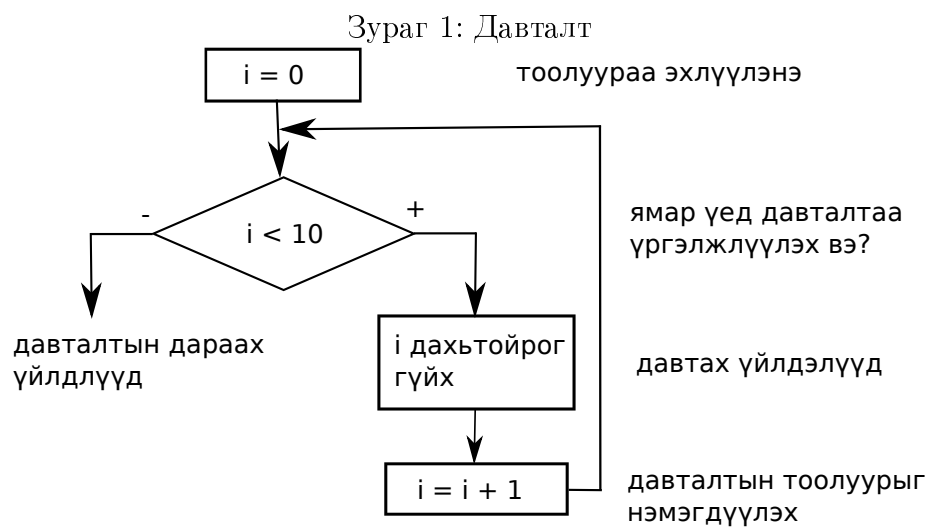 Зураг 1: Давталт
i = 0
тоолуураа эхлүүлэнэ
-
+
i < 10
ямар үед давталтаа
үргэлжлүүлэх вэ?
давталтын дараах
үйлдлүүд
i дахьтойрог
гүйх
давтах үйлдэлүүд
i = i + 1
давталтын тоолуурыг
нэмэгдүүлэх